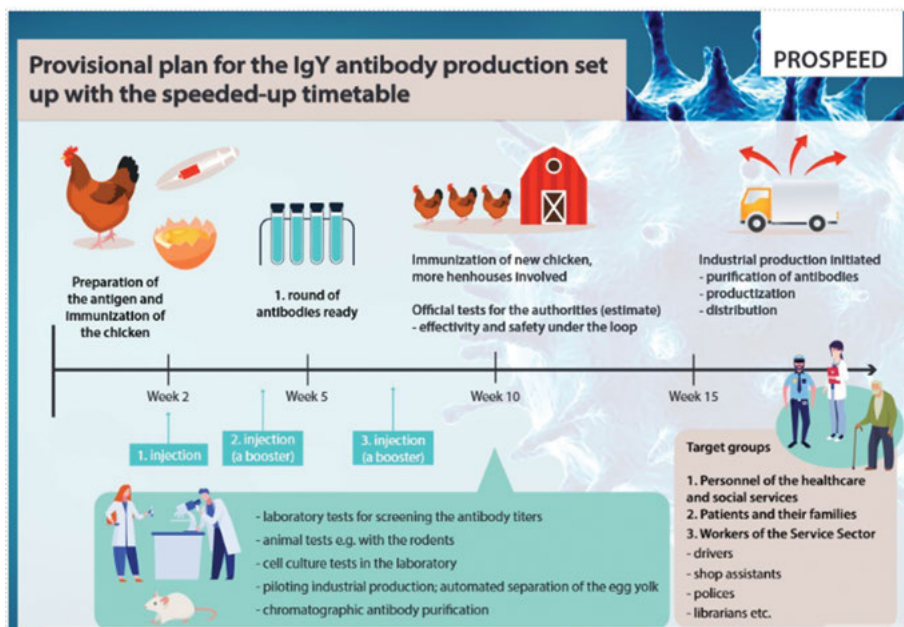 Provisional plan for the IgY antibody production set
up with the speeded-up timetable
PROSPEED
Preparation of
the antigen and
immunization of
the chicken
1. round of
antibodies ready
Immunization of new chicken,
more henhouses involved
Official tests for the authorities (estimate)
- effectivity and safety under the loop
Industrial production initiated
- purification of antibodies
- productization
- distribution
Week 2
Week 5
Week 10
Week 15
1. injection
2. injection
(a booster)
3. injection
(a booster)
- laboratory tests for screening the antibody titers
- animal tests e.g. with the rodents
- cell culture tests in the laboratory
- piloting industrial production; automated separation of the egg yolk
- chromatographic antibody purification
Target groups
1. Personnel of the healthcare
and social services
2. Patients and their families
3. Workers of the Service Sector
- drivers
- shop assistants
- polices
- librarians etc.